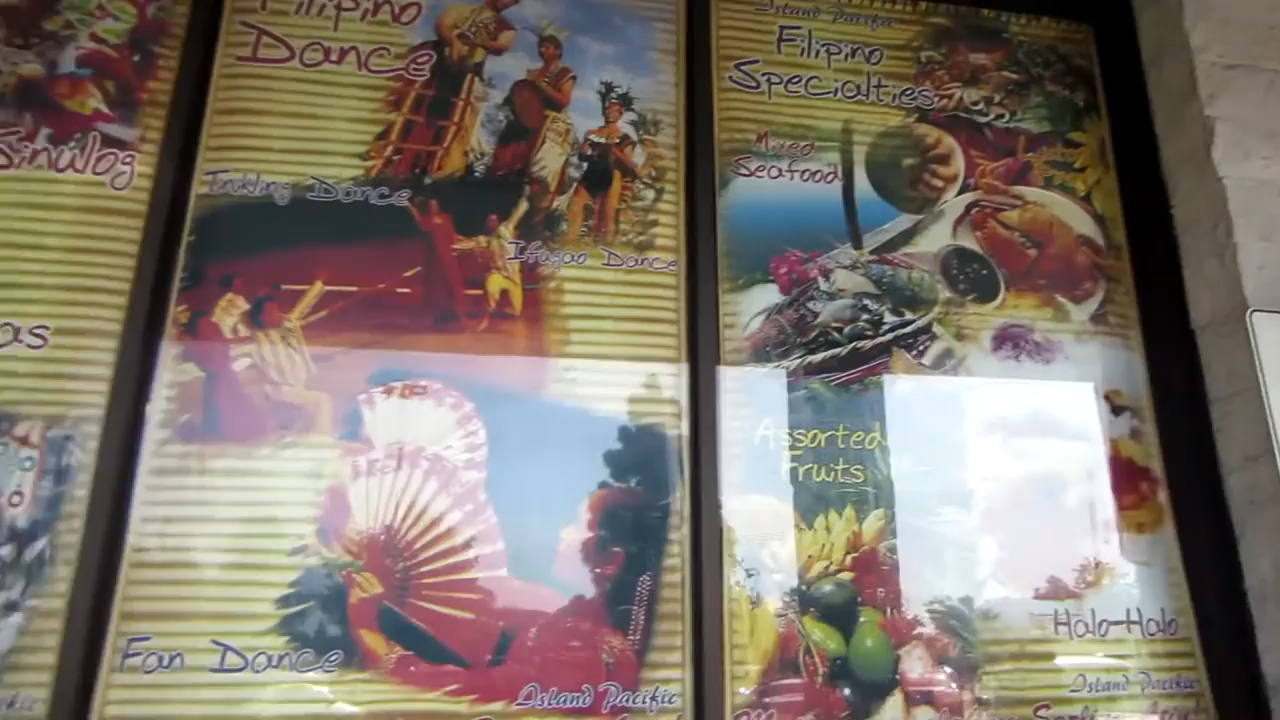 Sinulog
as
Filipino
Dance
Tinikling Dance
Ifugao Dance
Fan Dance
Island Pacific
Island Pacific
Filipino
Specialties
Mixed
Seafood
Assorted
Fruits
Halo-Halo
Island Pacific